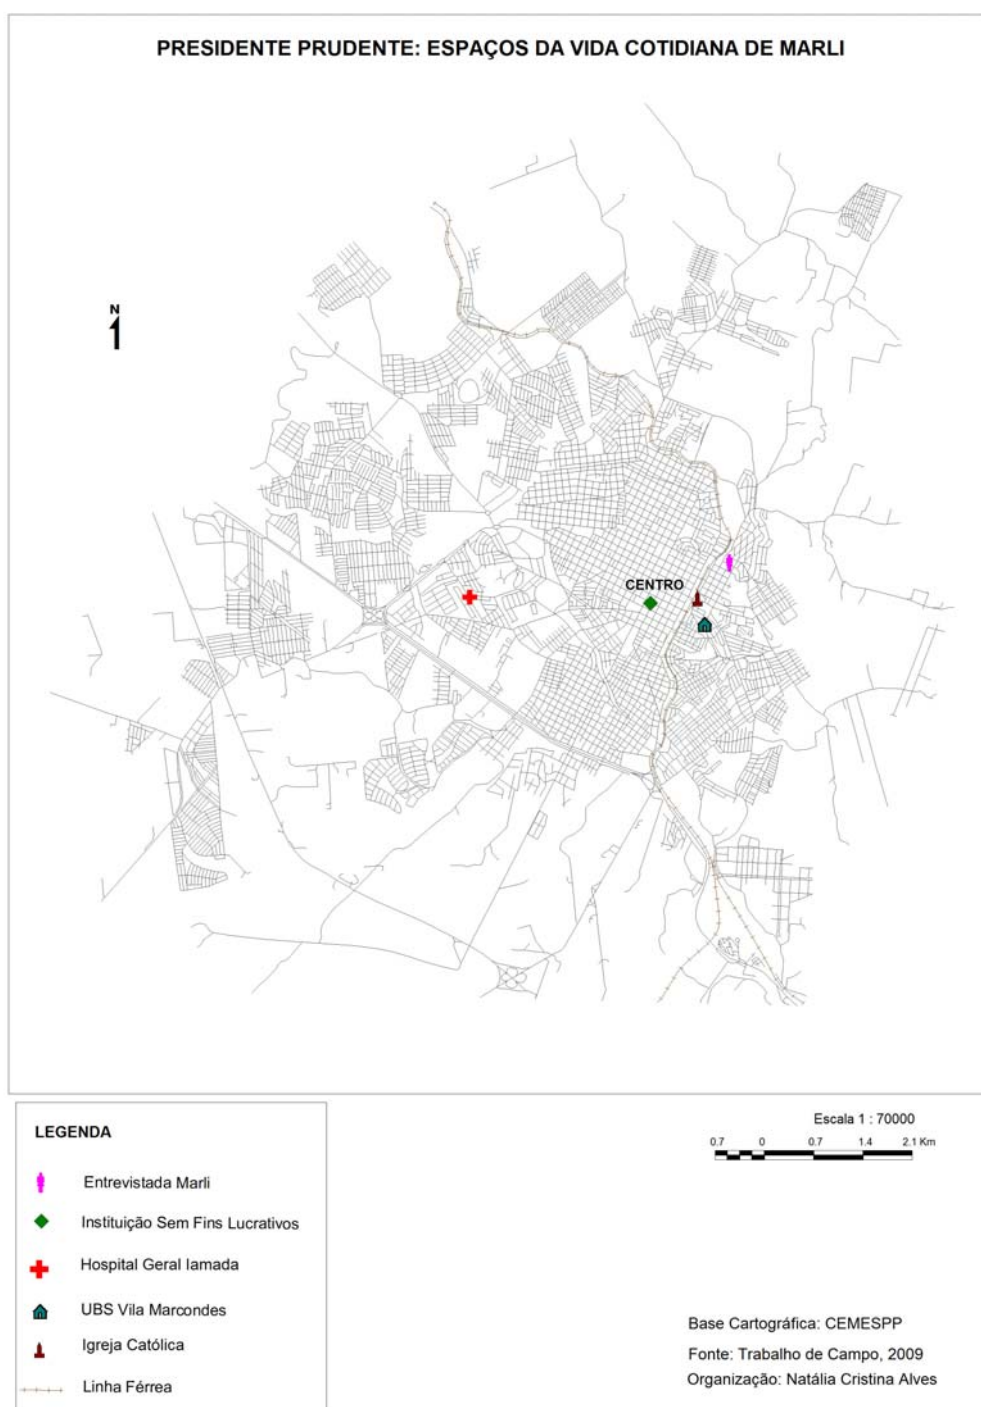 PRESIDENTE PRUDENTE: ESPAÇOS DA VIDA COTIDIANA DE MARLI
N
CENTRO
LEGENDA
Entrevistada Marli
Instituição Sem Fins Lucrativos
Hospital Geral Iamada
UBS Vila Marcondes
Igreja Católica
Linha Férrea
Escala 1 : 70000
0.7 0 0.7 1.4 2.1 Km
Base Cartográfica: CEMESPP
Fonte: Trabalho de Campo, 2009
Organização: Natália Cristina Alves